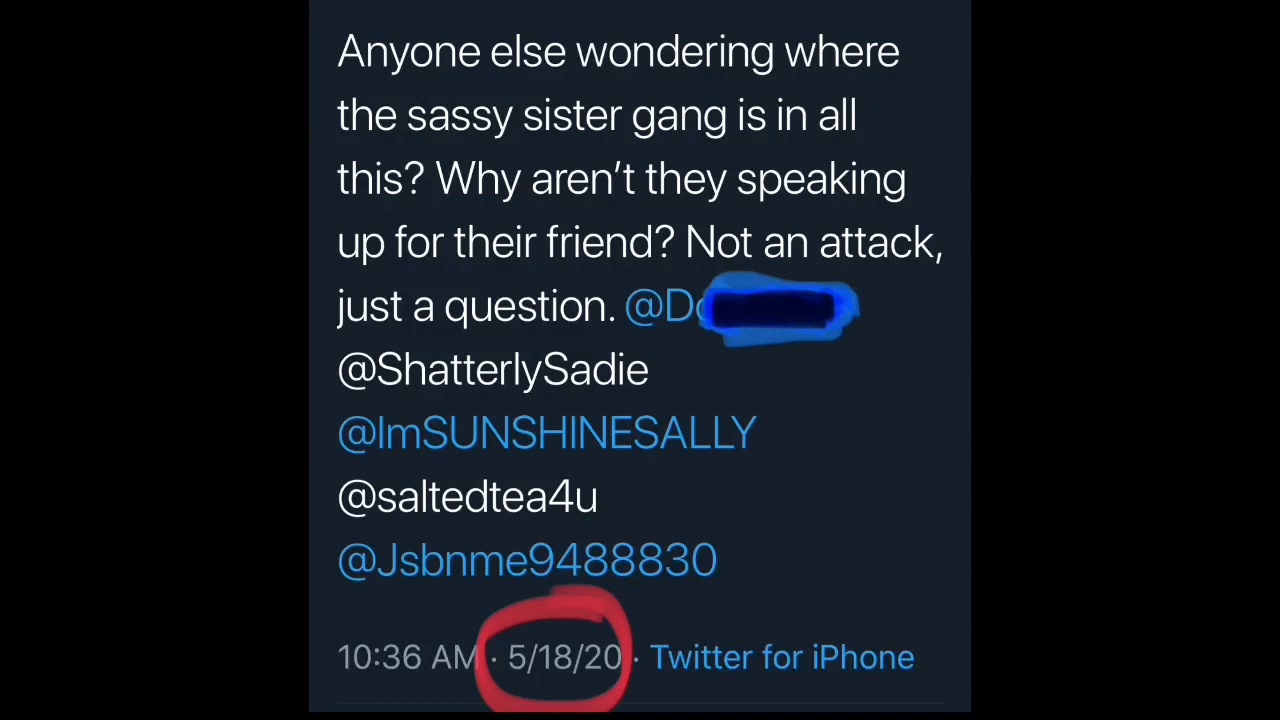 Anyone else wondering where
the sassy sister gang is in all
this? Why aren’t they speaking
up for their friend? Not an attack,
just a question.
@ShatterlySadie
@ImSUNSHINESALLY
@saltedtea4u
@Jsbnme9488830
10:36 AM · 5/18/20 · Twitter for iPhone